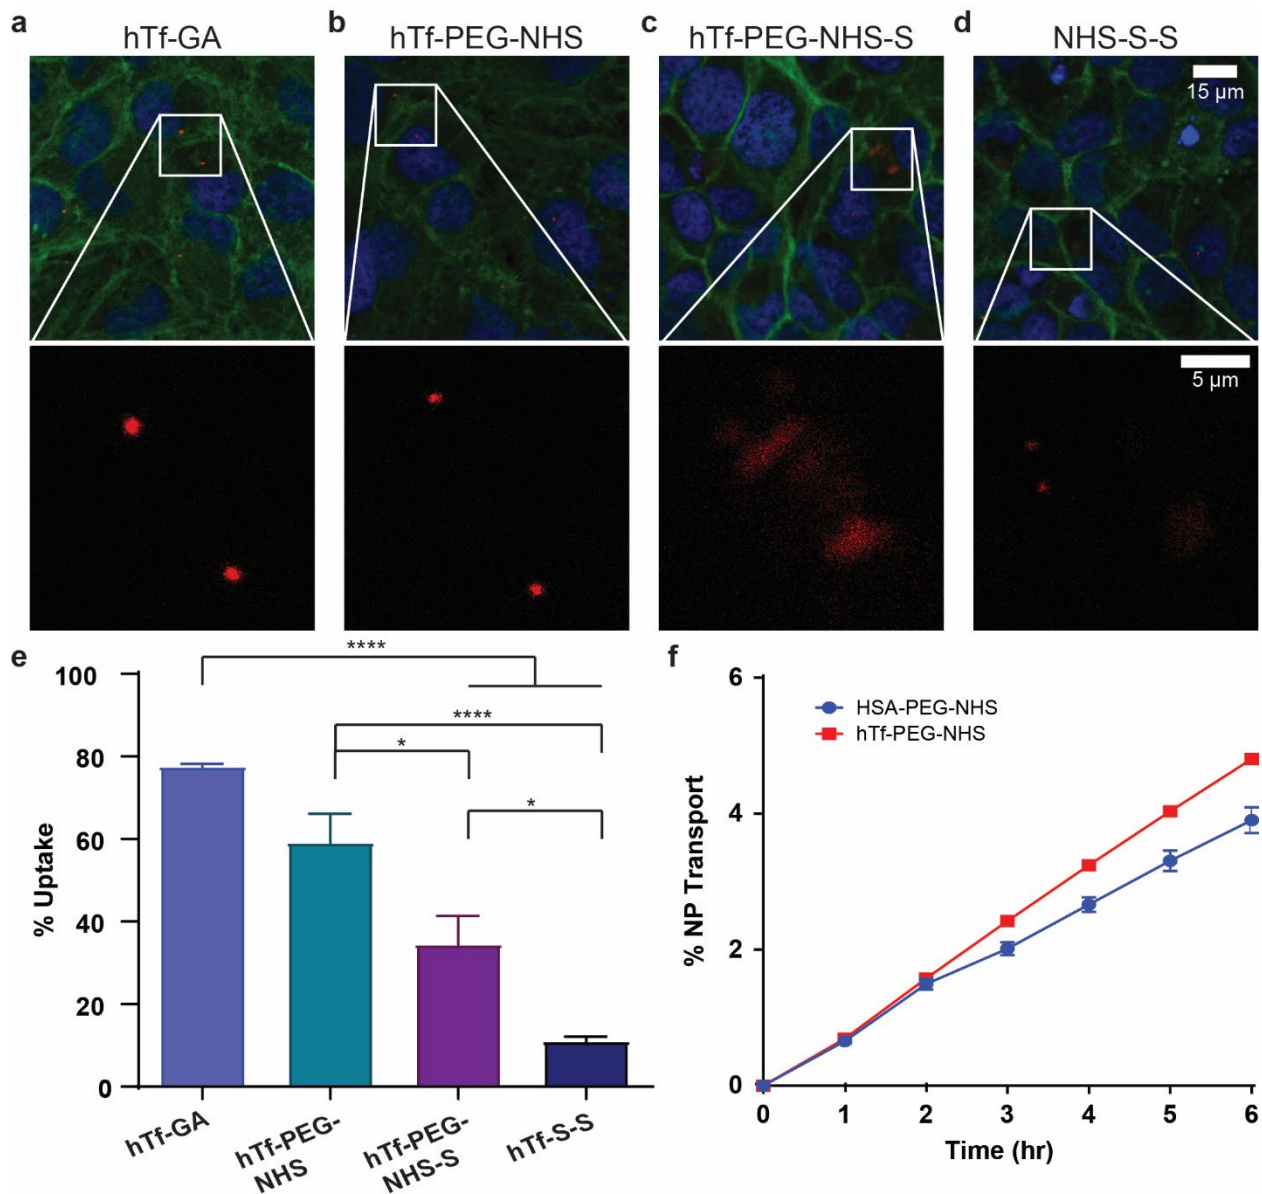 a
hTf-GA
b
hTf-PEG-NHS
c
hTf-PEG-NHS-S
d
NHS-S-S
15 µm
5 µm
e
% Uptake
100
80
60
40
20
0
****
****
*
*
hTf-GA
hTf-PEG-
NHS
hTf-PEG-
NHS-S
hTf-S-S
f
% NP Transport
6
4
2
0
HSA-PEG-NHS
hTf-PEG-NHS
0 1 2 3 4 5 6
Time (hr)